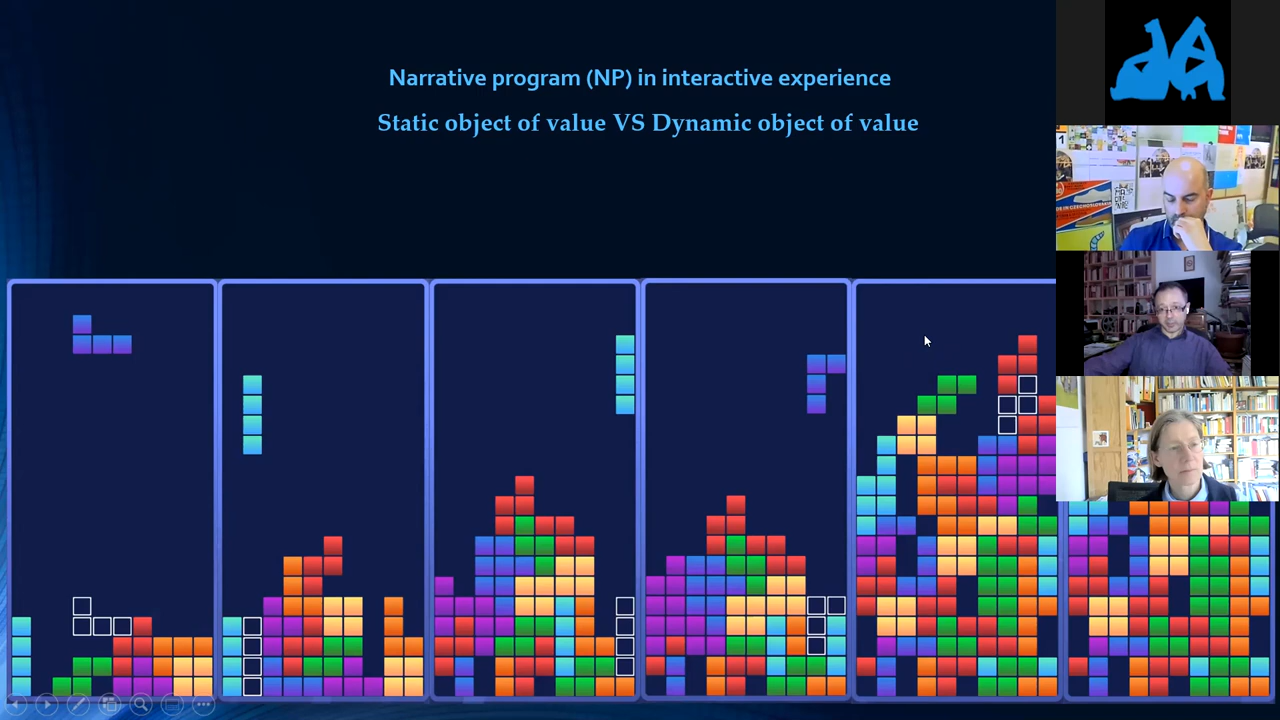 Narrative program (NP) in interactive experience
Static object of value VS Dynamic object of value